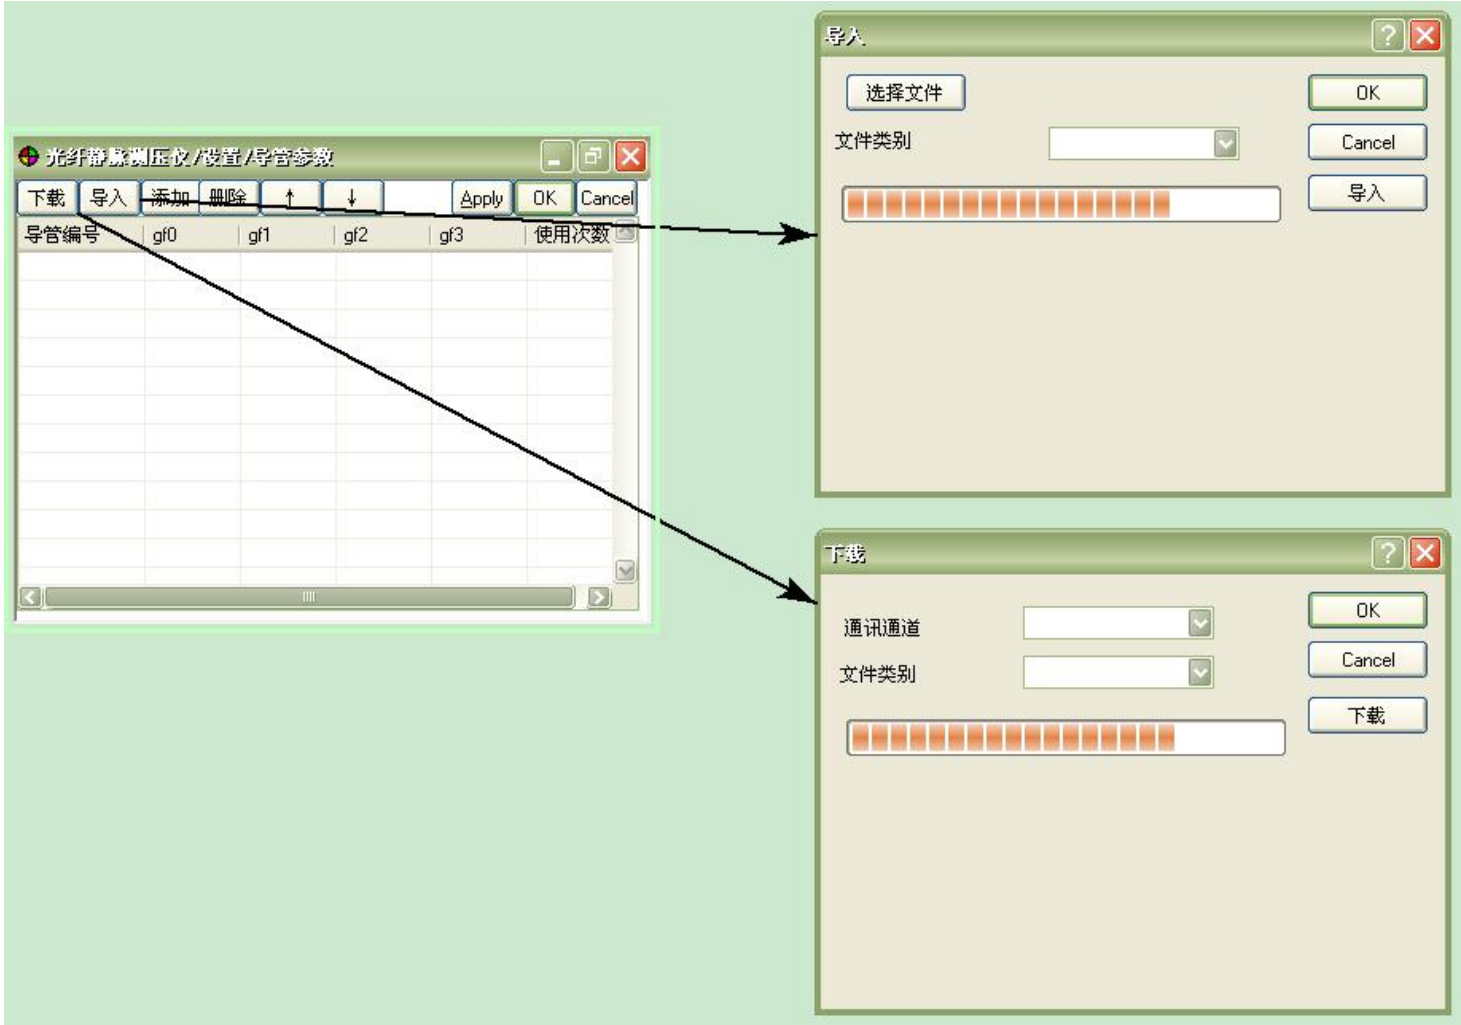 光纤静脉测压仪/设置/导管参数
下载 导入 添加 删除 ↑ ↓ Apply OK Cancel
导管编号 gf0 gf1 gf2 gf3 使用次数
导入
选择文件 OK
文件类别 Cancel
导入
下载
通讯通道 OK
文件类别 Cancel
下载